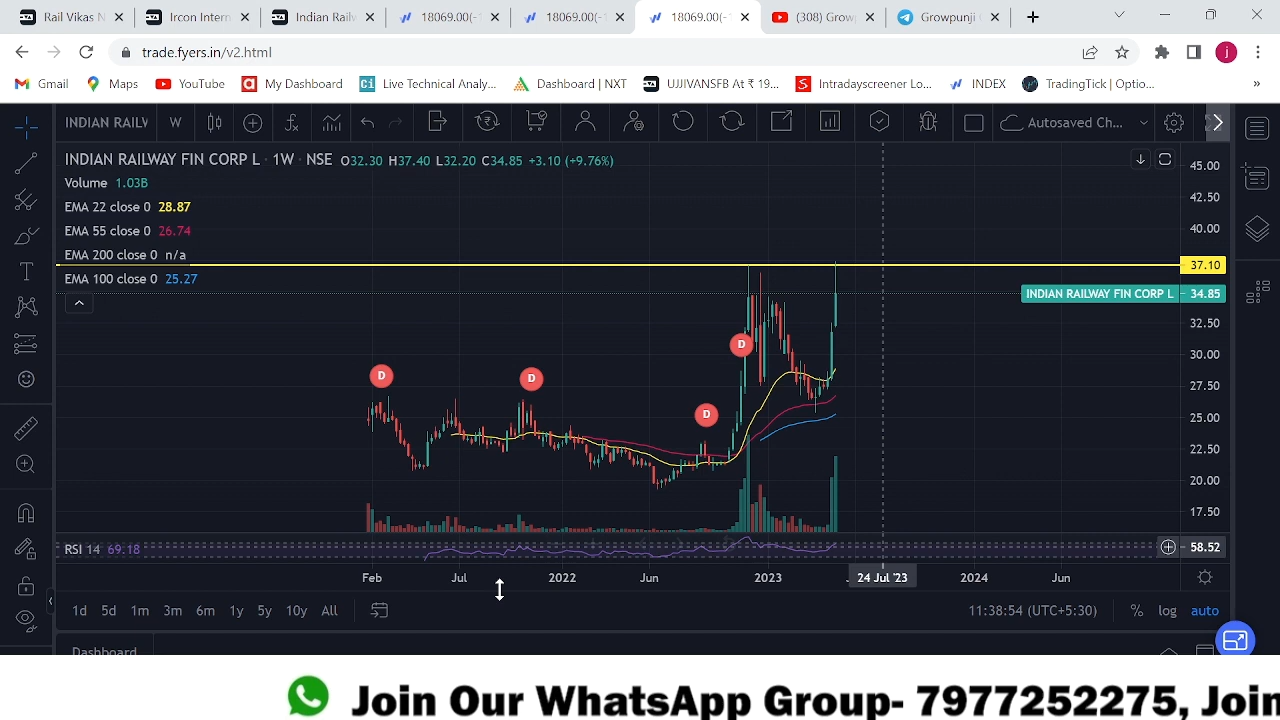 Rail N
Ircon Intern
Indian Railw
18069.00(-1
18069.00(-1
18069.00(-1
(308) Grow
Growpunji (
trade.fyers.in/v2.html
j
Gmail
Maps
YouTube
My Dashboard
Ci
Live Technical Analy...
Dashboard | NXT
UJJIVANSFB At ₹ 19...
Intradayscreener Lo...
INDEX
TradingTick | Optio...
»
INDIAN RAILW
W
Autosaved Ch...
INDIAN RAILWAY FIN CORP L · 1W · NSE O32.30 H37.40 L32.20 C34.85 +3.10 (+9.76%)
Volume 1.03B
EMA 22 close 0 28.87
EMA 55 close 0 26.74
EMA 200 close 0 n/a
EMA 100 close 0 25.27
45.00
42.50
40.00
37.10
INDIAN RAILWAY FIN CORP L 34.85
32.50
30.00
27.50
25.00
22.50
20.00
17.50
D
D
D
D
RSI 14 69.18
58.52
Feb Jul 2022 Jun 2023 24 Jul '23 2024 Jun
1d 5d 1m 3m 6m 1y 5y 10y All
11:38:54 (UTC+5:30) % log auto
Dashboard
Join Our WhatsApp Group- 7977252275, Join